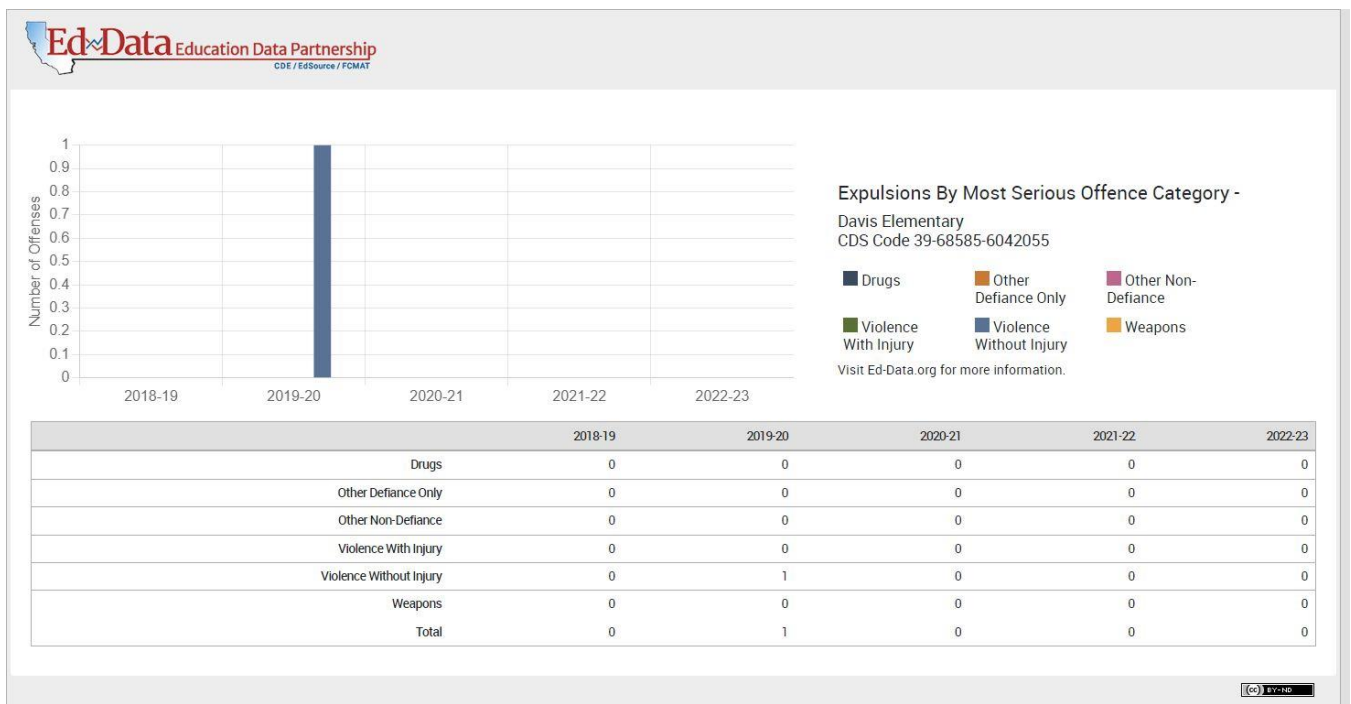 Ed Data Education Data Partnership
CDE / EdSource / FCMAT
1
0.9
0.8
0.7
0.6
0.5
0.4
0.3
0.2
0.1
0
Number of Offenses
2018-19 2019-20 2020-21 2021-22 2022-23
Expulsions By Most Serious Offence Category -
Davis Elementary
CDS Code 39-68585-6042055
Drugs Other Other Non-
Defiance Only Defiance
Violence Violence Weapons
With Injury Without Injury
Visit Ed-Data.org for more information.
2018-19 2019-20 2020-21 2021-22 2022-23
Drugs 0 0 0 0 0
Other Defiance Only 0 0 0 0 0
Other Non-Defiance 0 0 0 0 0
Violence With Injury 0 0 0 0 0
Violence Without Injury 0 1 0 0 0
Weapons 0 0 0 0 0
Total 0 1 0 0 0
(cc) BY-ND